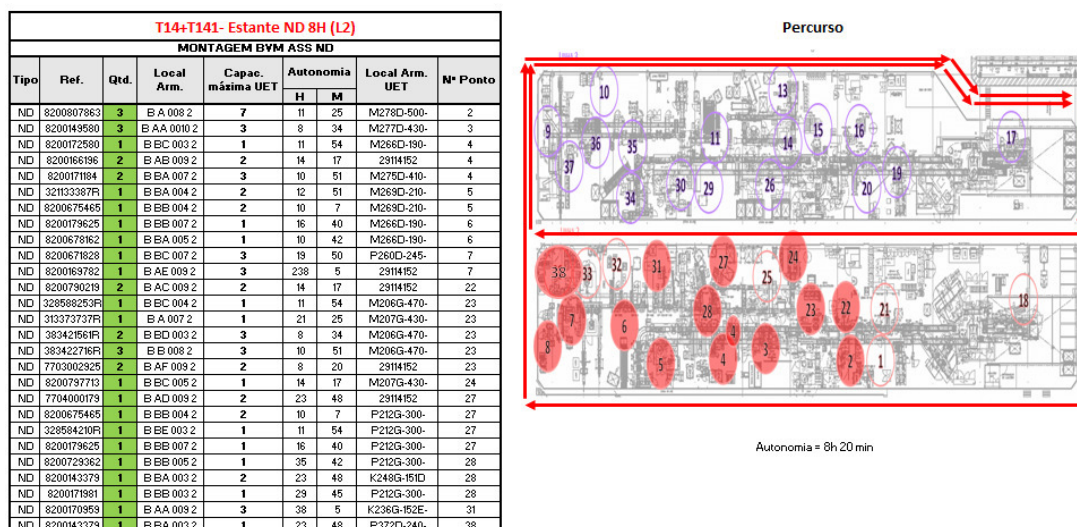 T14+T141- Estante ND 8H (L2)
MONTAGEM BVM ASS ND
Tipo Ref. Qtd. Local Arm. Capac. máxima UET Autonomia H M Local Arm. UET Nº Ponto
ND 8200807863 3 B A 008 2 7 11 25 M278D-500- 2
ND 8200149580 3 B AA 0010 2 3 8 34 M277D-430- 3
ND 8200172580 1 B BC 003 2 1 11 54 M266D-190- 4
ND 8200166196 2 B AB 009 2 2 14 17 29114152 4
ND 8200171184 2 B BA 007 2 3 10 51 M275D-410- 4
ND 321133387R 1 B BA 004 2 2 12 51 M269D-210- 5
ND 8200675465 1 B BB 004 2 2 10 7 M269D-210- 5
ND 8200179625 1 B BB 007 2 1 16 40 M266D-190- 6
ND 8200678162 1 B BA 005 2 1 10 42 M266D-190- 6
ND 8200671828 1 B BC 007 2 3 19 50 P260D-245- 7
ND 8200169782 1 B AE 009 2 3 238 5 29114152 7
ND 8200790219 2 B AC 009 2 2 14 17 29114152 22
ND 328588253R 1 B BC 004 2 1 11 54 M206G-470- 23
ND 313373737R 1 B A 007 2 1 21 25 M207G-430- 23
ND 383421561R 2 B BD 003 2 3 8 34 M206G-470- 23
ND 383422716R 3 B B 008 2 3 10 51 M206G-470- 23
ND 7703002925 2 B AF 009 2 2 8 20 29114152 23
ND 8200797713 1 B BC 005 2 1 14 17 M207G-430- 24
ND 7704000179 1 B AD 009 2 2 23 48 29114152 27
ND 8200675465 1 B BB 004 2 2 10 7 P212G-300- 27
ND 328584210R 1 B BE 003 2 1 11 54 P212G-300- 27
ND 8200179625 1 B BB 007 2 1 16 40 P212G-300- 27
ND 8200729362 1 B BB 005 2 1 35 42 P212G-300- 28
ND 8200143379 1 B BA 003 2 2 23 48 K248G-151D 28
ND 8200171981 1 B BB 003 2 1 29 45 P212G-300- 28
ND 8200170959 1 B AA 009 2 3 38 5 K236G-152E- 31
ND 8200143379 1 B BA 003 2 1 23 48 P372D-240- 38
Percurso
10 13
9 36 35 11 14 15 16 17
37 34 30 29 26 20 19
38 33 32 31 27 25 24
7 6 28 4 23 22 21 18
8 5 4 3 2 1
Autonomia = 8h 20 min